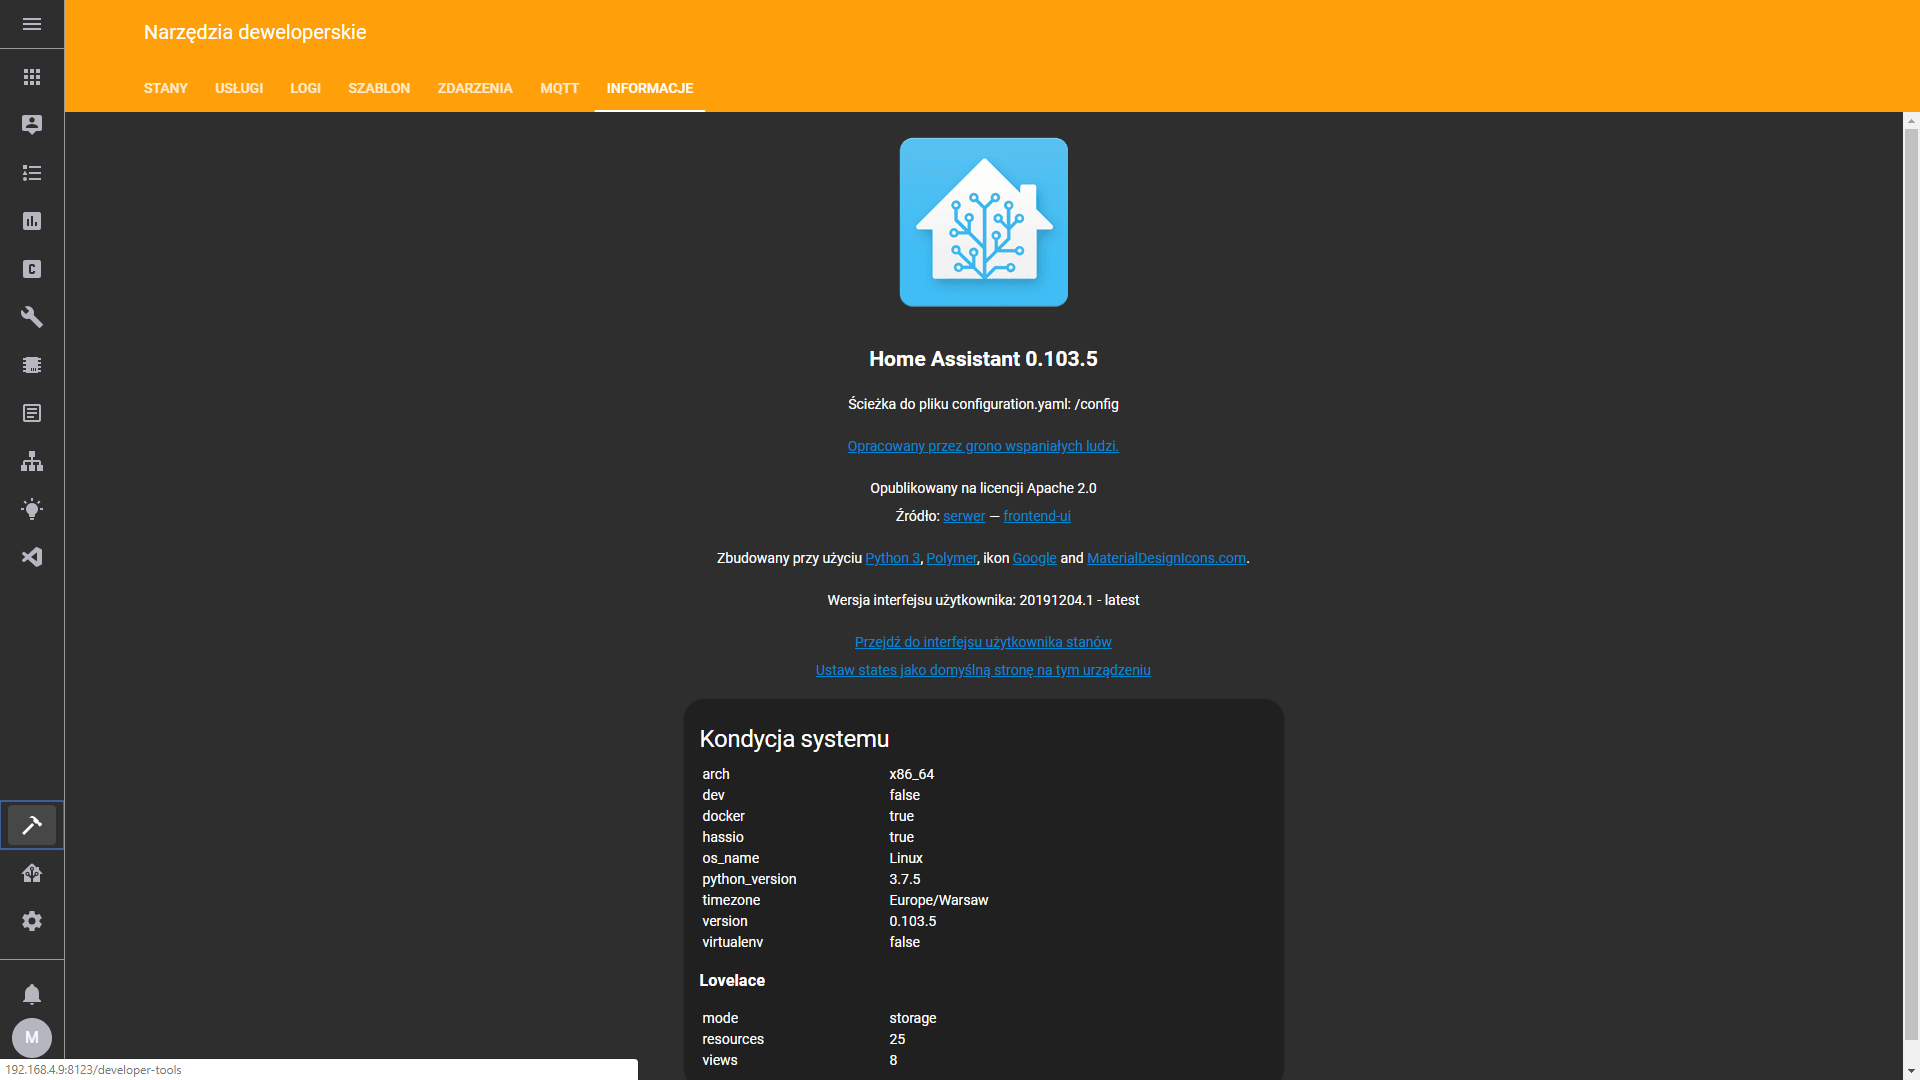 Narzędzia deweloperskie
STANY USŁUGI LOGI SZABLON ZDARZENIA MQTT INFORMACJE
Home Assistant 0.103.5
Ścieżka do pliku configuration.yaml: /config
Opracowany przez grono wspaniałych ludzi.
Opublikowany na licencji Apache 2.0
Źródło: serwer — frontend-ui
Zbudowany przy użyciu Python 3, Polymer, ikon Google and MaterialDesignIcons.com.
Wersja interfejsu użytkownika: 20191204.1 - latest
Przejdź do interfejsu użytkownika stanów
Ustaw states jako domyślną stronę na tym urządzeniu
Kondycja systemu
arch x86_64
dev false
docker true
hassio true
os_name Linux
python_version 3.7.5
timezone Europe/Warsaw
version 0.103.5
virtualenv false
Lovelace
mode storage
resources 25
views 8
C
M
192.168.4.9:8123/developer-tools